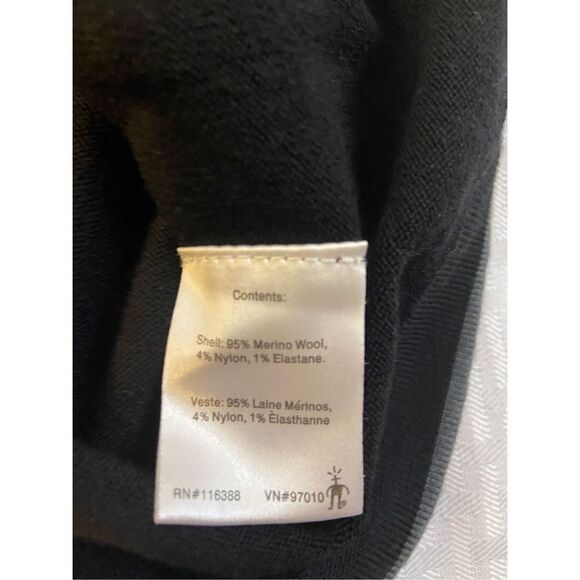 Contents:
Shell: 95% Merino Wool,
4% Nylon, 1% Elastane.
Veste: 95% Laine Mérinos,
4% Nylon, 1% Èlasthanne
RN#116388 VN#97010